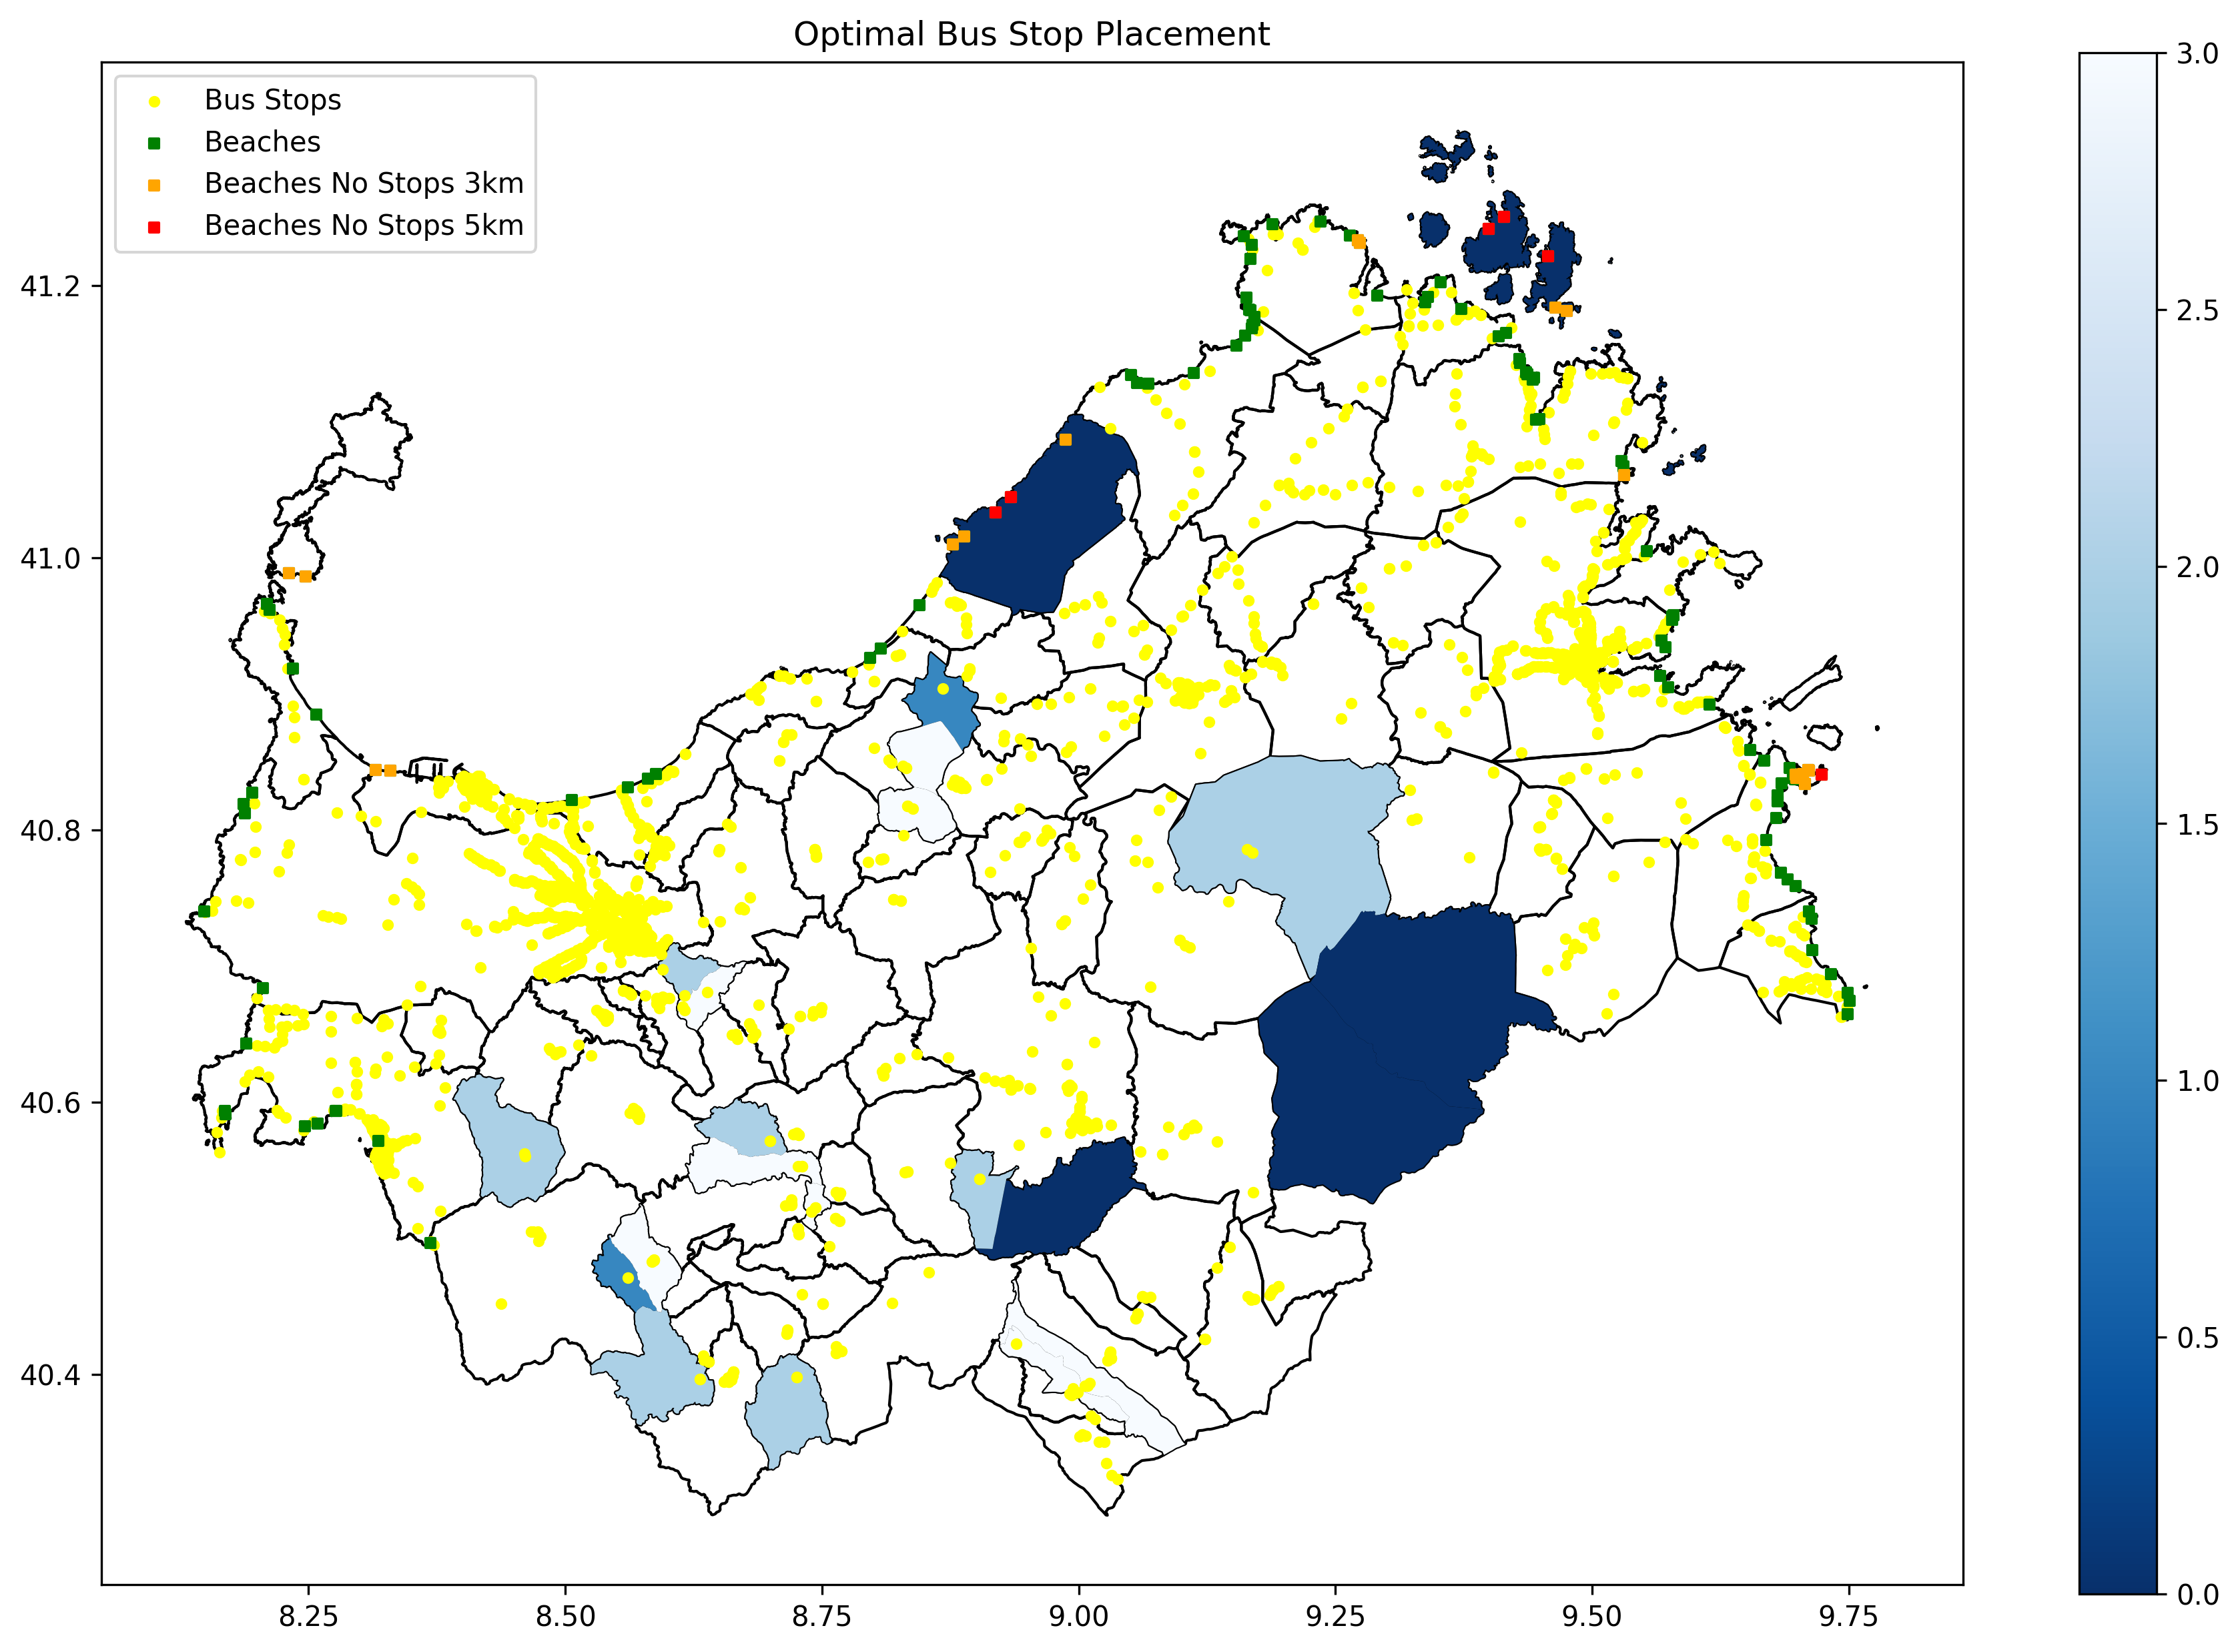 Optimal Bus Stop Placement
Bus Stops
Beaches
Beaches No Stops 3km
Beaches No Stops 5km
41.2
41.0
40.8
40.6
40.4
8.25 8.50 8.75 9.00 9.25 9.50 9.75
3.0
2.5
2.0
1.5
1.0
0.5
0.0